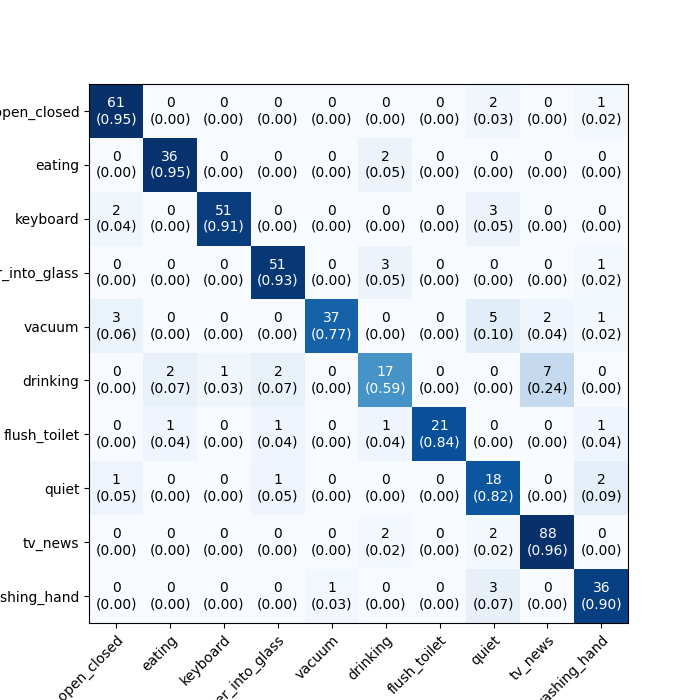 61 0 0 0 0 0 0 2 0 1
open_closed
(0.95) (0.00) (0.00) (0.00) (0.00) (0.00) (0.00) (0.03) (0.00) (0.02)
0 36 0 0 0 2 0 0 0 0
eating
(0.00) (0.95) (0.00) (0.00) (0.00) (0.05) (0.00) (0.00) (0.00) (0.00)
2 0 51 0 0 0 0 3 0 0
keyboard
(0.04) (0.00) (0.91) (0.00) (0.00) (0.00) (0.00) (0.05) (0.00) (0.00)
0 0 0 51 0 3 0 0 0 1
r_into_glass
(0.00) (0.00) (0.00) (0.93) (0.00) (0.05) (0.00) (0.00) (0.00) (0.02)
3 0 0 0 37 0 0 5 2 1
vacuum
(0.06) (0.00) (0.00) (0.00) (0.77) (0.00) (0.00) (0.10) (0.04) (0.02)
0 2 1 2 0 17 0 0 7 0
drinking
(0.00) (0.07) (0.03) (0.07) (0.00) (0.59) (0.00) (0.00) (0.24) (0.00)
0 1 0 1 0 1 21 0 0 1
flush_toilet
(0.00) (0.04) (0.00) (0.04) (0.00) (0.04) (0.84) (0.00) (0.00) (0.04)
1 0 0 1 0 0 0 18 0 2
quiet
(0.05) (0.00) (0.00) (0.05) (0.00) (0.00) (0.00) (0.82) (0.00) (0.09)
0 0 0 0 0 2 0 2 88 0
tv_news
(0.00) (0.00) (0.00) (0.00) (0.00) (0.02) (0.00) (0.02) (0.96) (0.00)
0 0 0 0 1 0 0 3 0 36
shing_hand
(0.00) (0.00) (0.00) (0.00) (0.03) (0.00) (0.00) (0.07) (0.00) (0.90)
open_closed
eating
keyboard
er_into_glass
vacuum
drinking
flush_toilet
quiet
tv_news
ashing_hand